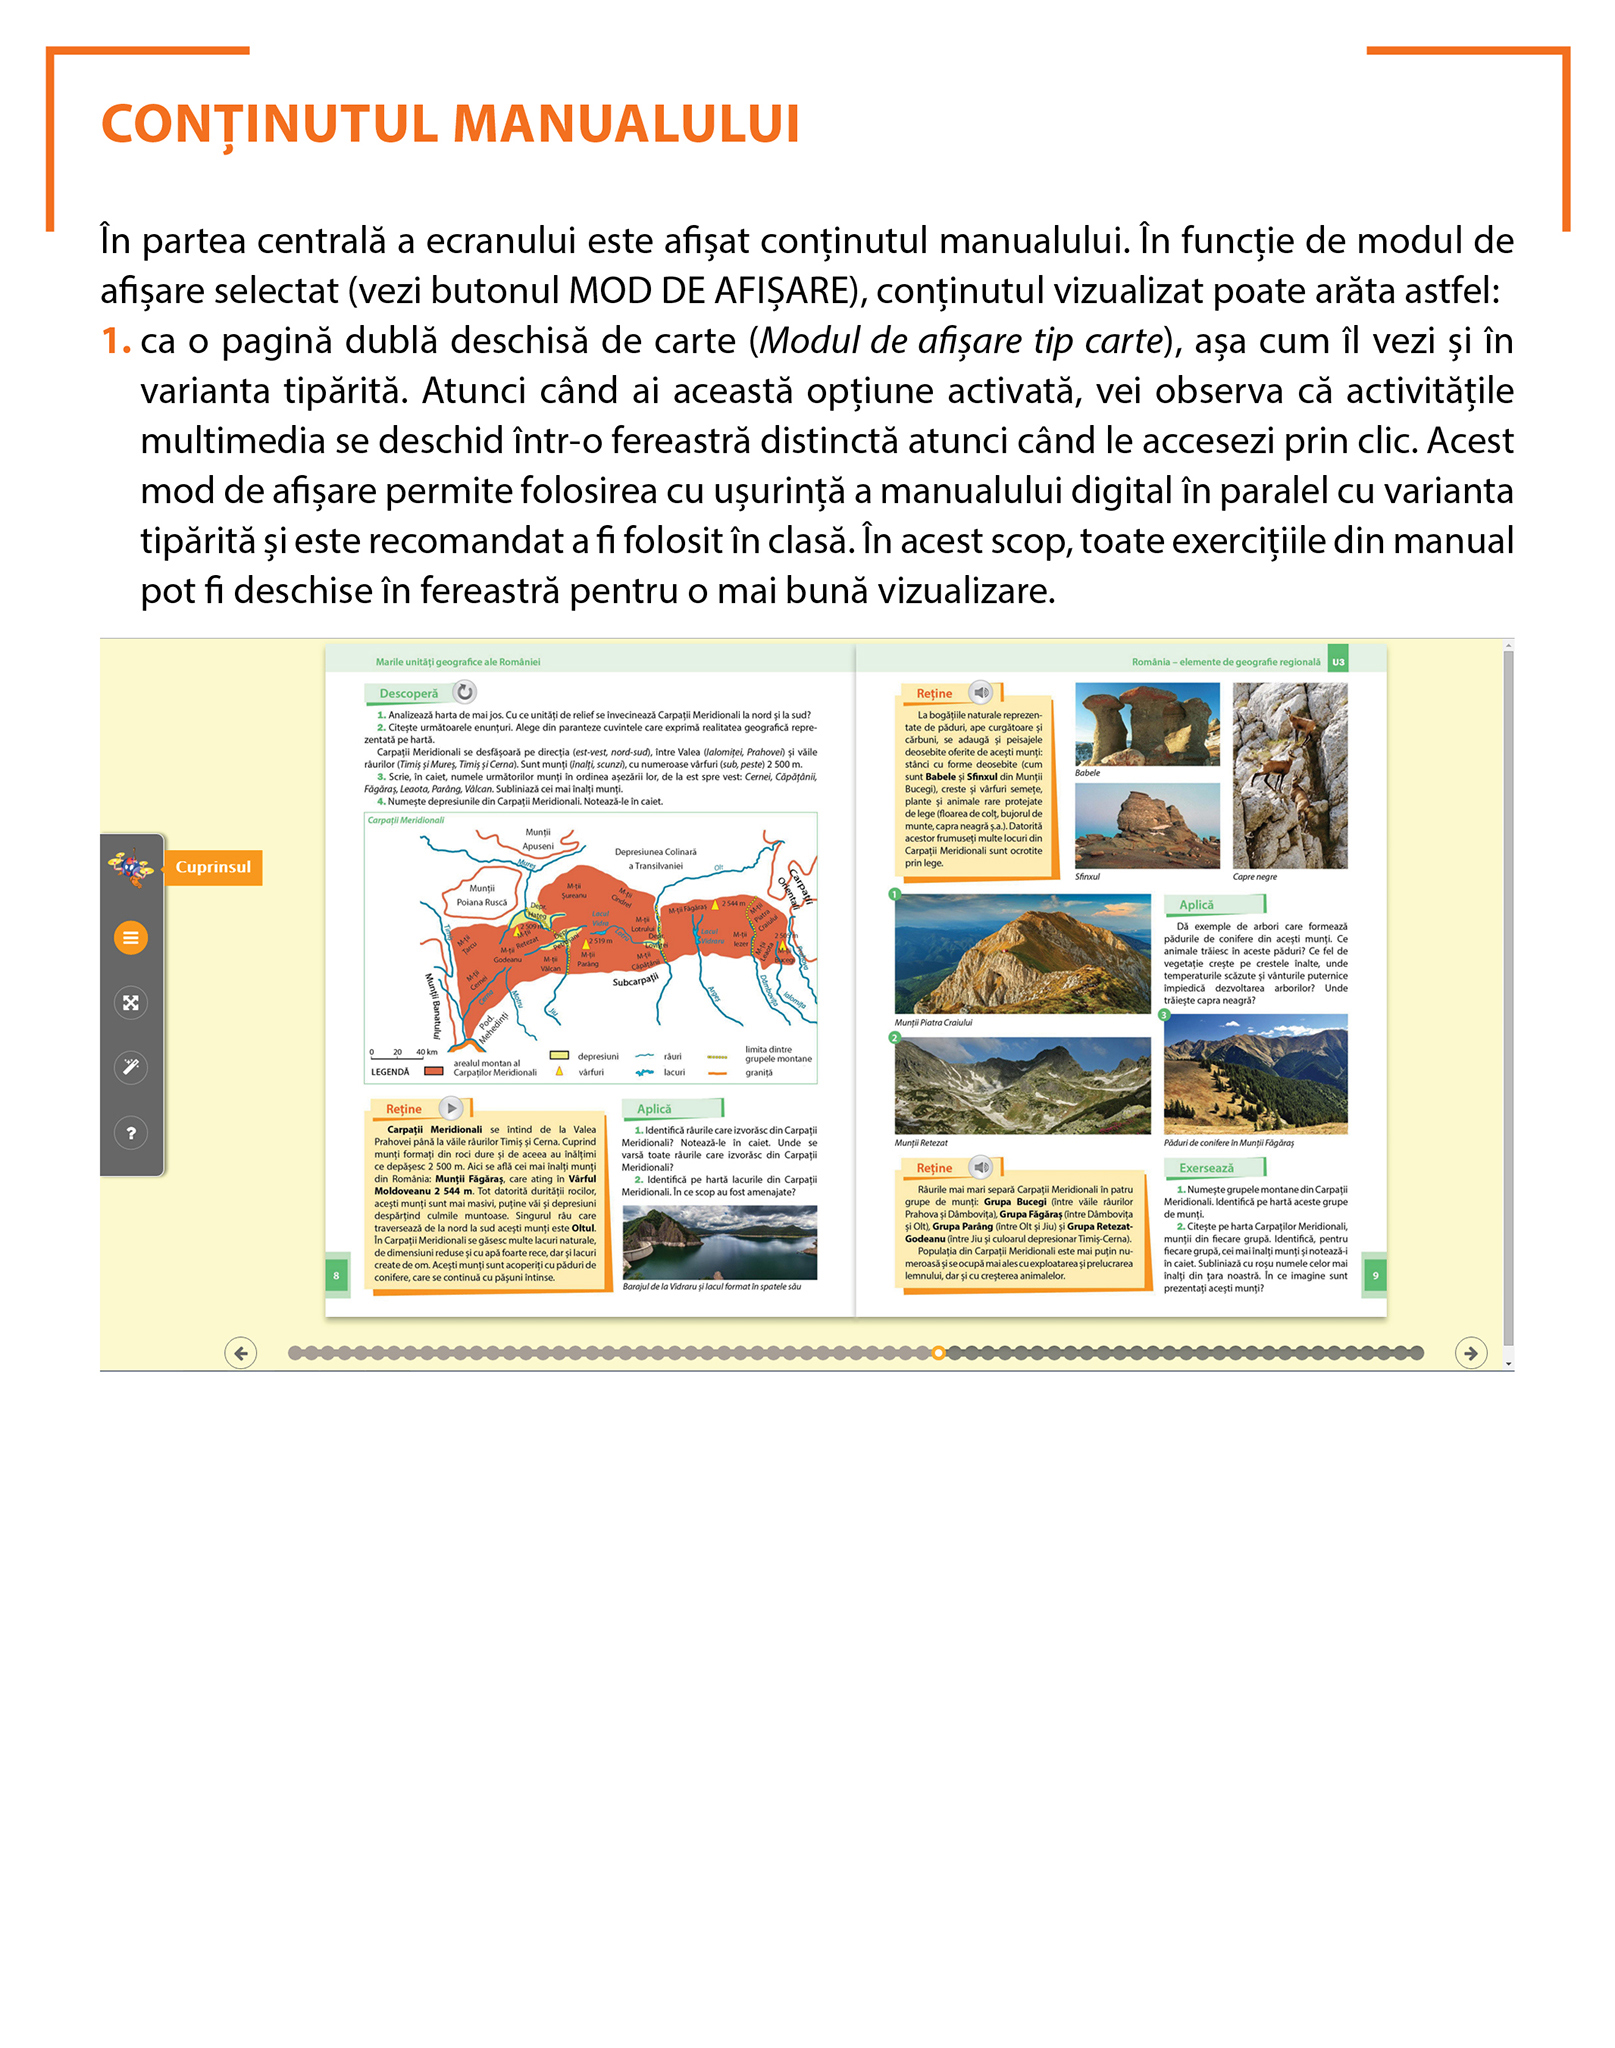 CONȚINUTUL MANUALULUI
În partea centrală a ecranului este afișat conținutul manualului. În funcție de modul de
afișare selectat (vezi butonul MOD DE AFIȘARE), conținutul vizualizat poate arăta astfel:
1. ca o pagină dublă deschisă de carte (Modul de afișare tip carte), așa cum îl vezi și în
varianta tipărită. Atunci când ai această opțiune activată, vei observa că activitățile
multimedia se deschid într-o fereastră distinctă atunci când le accesezi prin clic. Acest
mod de afișare permite folosirea cu ușurință a manualului digital în paralel cu varianta
tipărită și este recomandat a fi folosit în clasă. În acest scop, toate exercițiile din manual
pot fi deschise în fereastră pentru o mai bună vizualizare.
Cuprinsul
?
Marile unități geografice ale României
Descoperă
1. Analizează harta de mai jos. Cu ce unități de relief se învecinează Carpații Meridionali la nord și la sud?
2. Citește următoarele enunțuri. Alege din paranteze cuvintele care exprimă realitatea geografică repre-
zentată pe hartă.
Carpații Meridionali se desfășoară pe direcția (est-vest, nord-sud), între Valea (Ialomiței, Prahovei) și văile
râurilor (Timiș și Mureș, Timiș și Cerna). Sunt munți (înalți, scunzi), cu numeroase vârfuri (sub, peste) 2 500 m.
3. Scrie, în caiet, numele următorilor munți în ordinea așezării lor, de la est spre vest: Cernei, Căpățânii,
Făgăraș, Leaota, Parâng, Vâlcan. Subliniază cei mai înalți munți.
4. Numește depresiunile din Carpații Meridionali. Notează-le în caiet.
Carpații Meridionali
Munții
Apuseni
Mureș
Depresiunea Colinară
a Transilvaniei
Olt
Carpații
Orientali
Munții
Poiana Ruscă
M-ții
Șureanu
M-ții
Cindrel
Depr.
Hațeg
Lacul
Vidra
M-ții
Lotrului
M-ții Făgăraș
2 544 m
M-ții
Piatra
Craiului
2 509 m
M-ții
Retezat
M-ții
Țarcu
M-ții
Godeanu
2 519 m
M-ții
Parâng
M-ții
Vâlcan
M-ții
Căpățânii
Lacul
Vidraru
M-ții
Iezer
M-ții
Leaota
M-ții
Bucegi
M-ții
Cernei
Cerna
Motru
Jiu
Subcarpații
Argeș
Dâmbovița
Ialomița
Munții Banatului
Pod.
Mehedinți
0 20 40 km
LEGENDĂ
arealul montan al
Carpaților Meridionali
depresiuni
vârfuri
râuri
lacuri
limita dintre
grupele montane
graniță
Reține
Carpații Meridionali se întind de la Valea
Prahovei până la văile râurilor Timiș și Cerna. Cuprind
munți formați din roci dure și de aceea au înălțimi
ce depășesc 2 500 m. Aici se află cei mai înalți munți
din România: Munții Făgăraș, care ating în Vârful
Moldoveanu 2 544 m. Tot datorită durității rocilor,
acești munți sunt mai masivi, puține văi și depresiuni
despărțind culmile muntoase. Singurul râu care
traversează de la nord la sud acești munți este Oltul.
În Carpații Meridionali se găsesc multe lacuri naturale,
de dimensiuni reduse și cu apă foarte rece, dar și lacuri
create de om. Acești munți sunt acoperiți cu păduri de
conifere, care se continuă cu pășuni întinse.
Aplică
1. Identifică râurile care izvorăsc din Carpații
Meridionali? Notează-le în caiet. Unde se
varsă toate râurile care izvorăsc din Carpații
Meridionali?
2. Identifică pe hartă lacurile din Carpații
Meridionali. În ce scop au fost amenajate?
Barajul de la Vidraru și lacul format în spatele său
8
România – elemente de geografie regională U3
Reține
La bogățiile naturale reprezen-
tate de păduri, ape curgătoare și
cărbuni, se adaugă și peisajele
deosebite oferite de acești munți:
stânci cu forme deosebite (cum
sunt Babele și Sfinxul din Munții
Bucegi), creste și vârfuri semețe,
plante și animale rare protejate
de lege (floarea de colț, bujorul de
munte, capra neagră ș.a.). Datorită
acestor frumuseți multe locuri din
Carpații Meridionali sunt ocrotite
prin lege.
Babele
Sfinxul
Capre negre
1
Munții Piatra Craiului
2
Munții Retezat
Aplică
Dă exemple de arbori care formează
pădurile de conifere din acești munți. Ce
animale trăiesc în aceste păduri? Ce fel de
vegetație crește pe crestele înalte, unde
temperaturile scăzute și vânturile puternice
împiedică dezvoltarea arborilor? Unde
trăiește capra neagră?
3
Păduri de conifere în Munții Făgăraș
Reține
Râurile mai mari separă Carpații Meridionali în patru
grupe de munți: Grupa Bucegi (între văile râurilor
Prahova și Dâmbovița), Grupa Făgăraș (între Dâmbovița
și Olt), Grupa Parâng (între Olt și Jiu) și Grupa Retezat-
Godeanu (între Jiu și culoarul depresionar Timiș-Cerna).
Populația din Carpații Meridionali este mai puțin nu-
meroasă și se ocupă mai ales cu exploatarea și prelucrarea
lemnului, dar și cu creșterea animalelor.
Exersează
1. Numește grupele montane din Carpații
Meridionali. Identifică pe hartă aceste grupe
de munți.
2. Citește pe harta Carpaților Meridionali,
munții din fiecare grupă. Identifică, pentru
fiecare grupă, cei mai înalți munți și notează-i
în caiet. Subliniază cu roșu numele celor mai
înalți din țara noastră. În ce imagine sunt
prezentați acești munți?
9